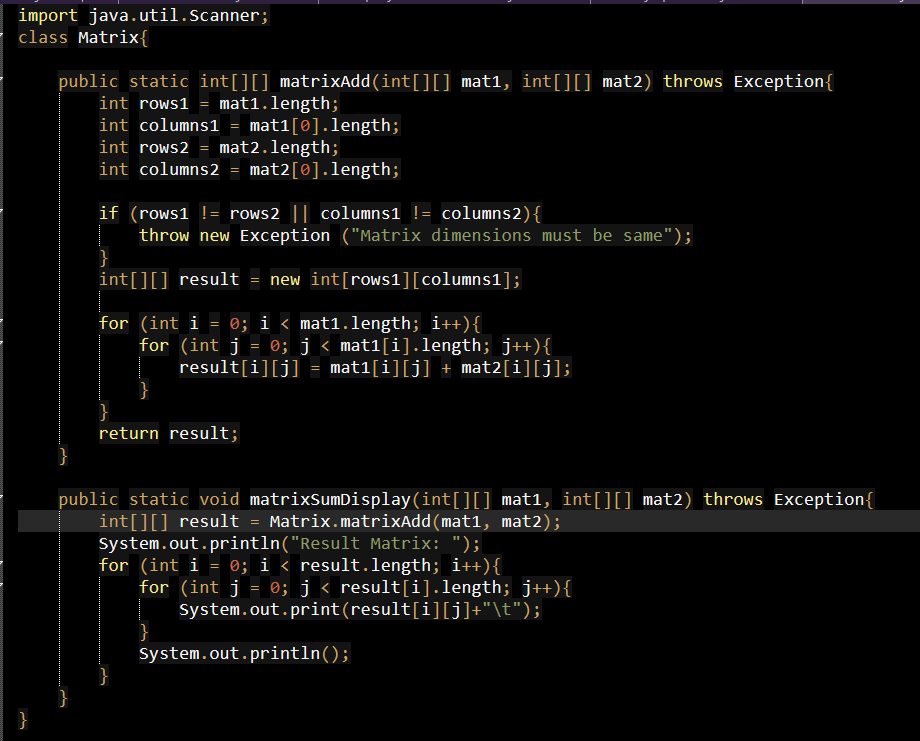 import java.util.Scanner;
class Matrix{
    public static int[][] matrixAdd(int[][] mat1, int[][] mat2) throws Exception{
        int rows1 = mat1.length;
        int columns1 = mat1[0].length;
        int rows2 = mat2.length;
        int columns2 = mat2[0].length;

        if (rows1 != rows2 || columns1 != columns2){
            throw new Exception ("Matrix dimensions must be same");
        }
        int[][] result = new int[rows1][columns1];

        for (int i = 0; i < mat1.length; i++){
            for (int j = 0; j < mat1[i].length; j++){
                result[i][j] = mat1[i][j] + mat2[i][j];
            }
        }
        return result;
    }

    public static void matrixSumDisplay(int[][] mat1, int[][] mat2) throws Exception{
        int[][] result = Matrix.matrixAdd(mat1, mat2);
        System.out.println("Result Matrix: ");
        for (int i = 0; i < result.length; i++){
            for (int j = 0; j < result[i].length; j++){
                System.out.print(result[i][j]+"\t");
            }
            System.out.println();
        }
    }
}